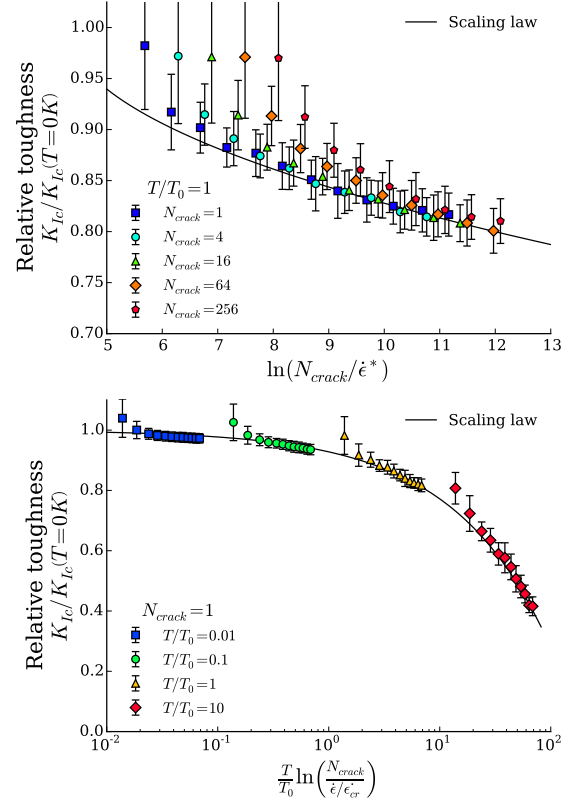 1.00
0.95
0.90
0.85
0.80
0.75
0.70
Relative toughness
K_Ic/K_Ic(T=0K)
Scaling law
T/T_0=1
N_crack=1
N_crack=4
N_crack=16
N_crack=64
N_crack=256
5 6 7 8 9 10 11 12 13
ln(N_crack/ϵ̇*)
1.0
0.8
0.6
0.4
0.2
0.0
Relative toughness
K_Ic/K_Ic(T=0K)
Scaling law
N_crack=1
T/T_0=0.01
T/T_0=0.1
T/T_0=1
T/T_0=10
10^-2 10^-1 10^0 10^1 10^2
T/T_0 ln(N_crack/(ϵ̇/ϵ̇_cr))